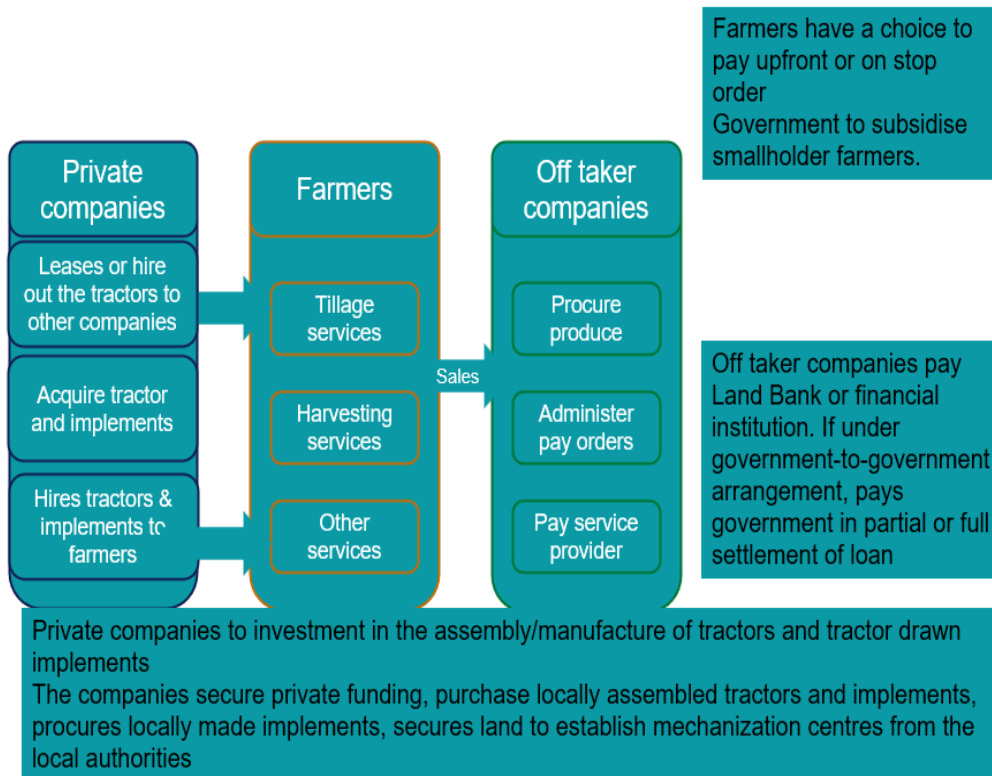 Farmers have a choice to
pay upfront or on stop
order
Government to subsidise
smallholder farmers.
Private
companies
Leases or hire
out the tractors to
other companies
Acquire tractor
and implements
Hires tractors &
implements to
farmers
Farmers
Tillage
services
Harvesting
services
Other
services
Sales
Off taker
companies
Procure
produce
Administer
pay orders
Pay service
provider
Off taker companies pay
Land Bank or financial
institution. If under
government-to-government
arrangement, pays
government in partial or full
settlement of loan
Private companies to investment in the assembly/manufacture of tractors and tractor drawn
implements
The companies secure private funding, purchase locally assembled tractors and implements,
procures locally made implements, secures land to establish mechanization centres from the
local authorities